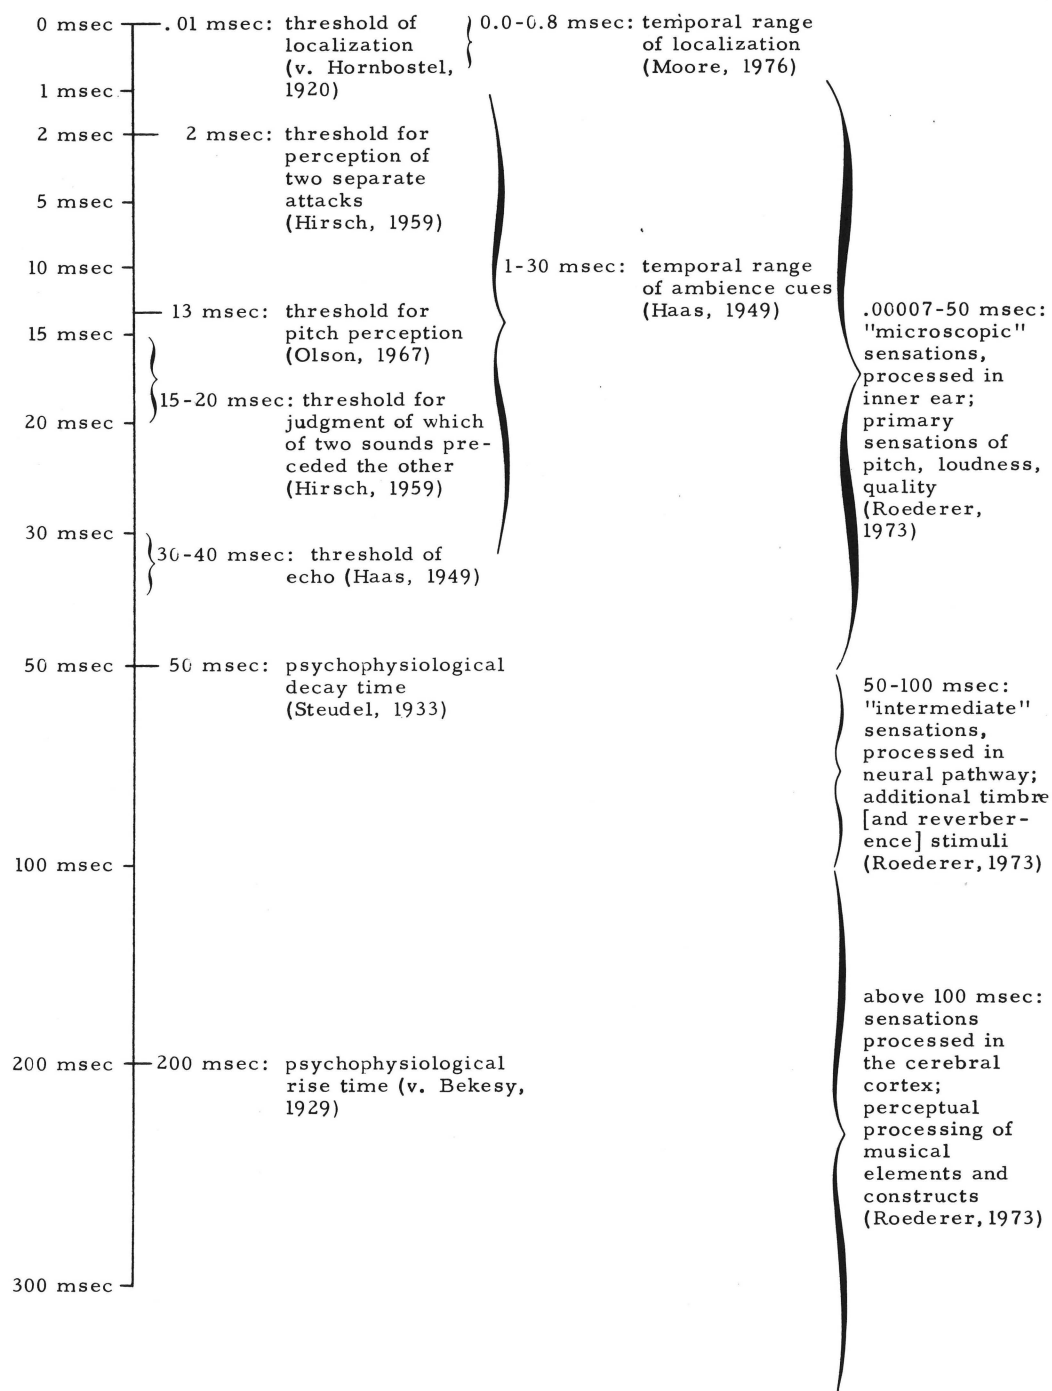 0 msec
.01 msec: threshold of
localization
(v. Hornbostel,
1920)
0.0-0.8 msec: temporal range
of localization
(Moore, 1976)
1 msec
2 msec
2 msec: threshold for
perception of
two separate
attacks
(Hirsch, 1959)
5 msec
10 msec
1-30 msec: temporal range
of ambience cues
(Haas, 1949)
13 msec: threshold for
pitch perception
(Olson, 1967)
15 msec
15-20 msec: threshold for
judgment of which
of two sounds pre-
ceded the other
(Hirsch, 1959)
20 msec
.00007-50 msec:
"microscopic"
sensations,
processed in
inner ear;
primary
sensations of
pitch, loudness,
quality
(Roederer,
1973)
30 msec
30-40 msec: threshold of
echo (Haas, 1949)
50 msec
50 msec: psychophysiological
decay time
(Steudel, 1933)
50-100 msec:
"intermediate"
sensations,
processed in
neural pathway;
additional timbre
[and reverber-
ence] stimuli
(Roederer, 1973)
100 msec
above 100 msec:
sensations
processed in
the cerebral
cortex;
perceptual
processing of
musical
elements and
constructs
(Roederer, 1973)
200 msec
200 msec: psychophysiological
rise time (v. Bekesy,
1929)
300 msec